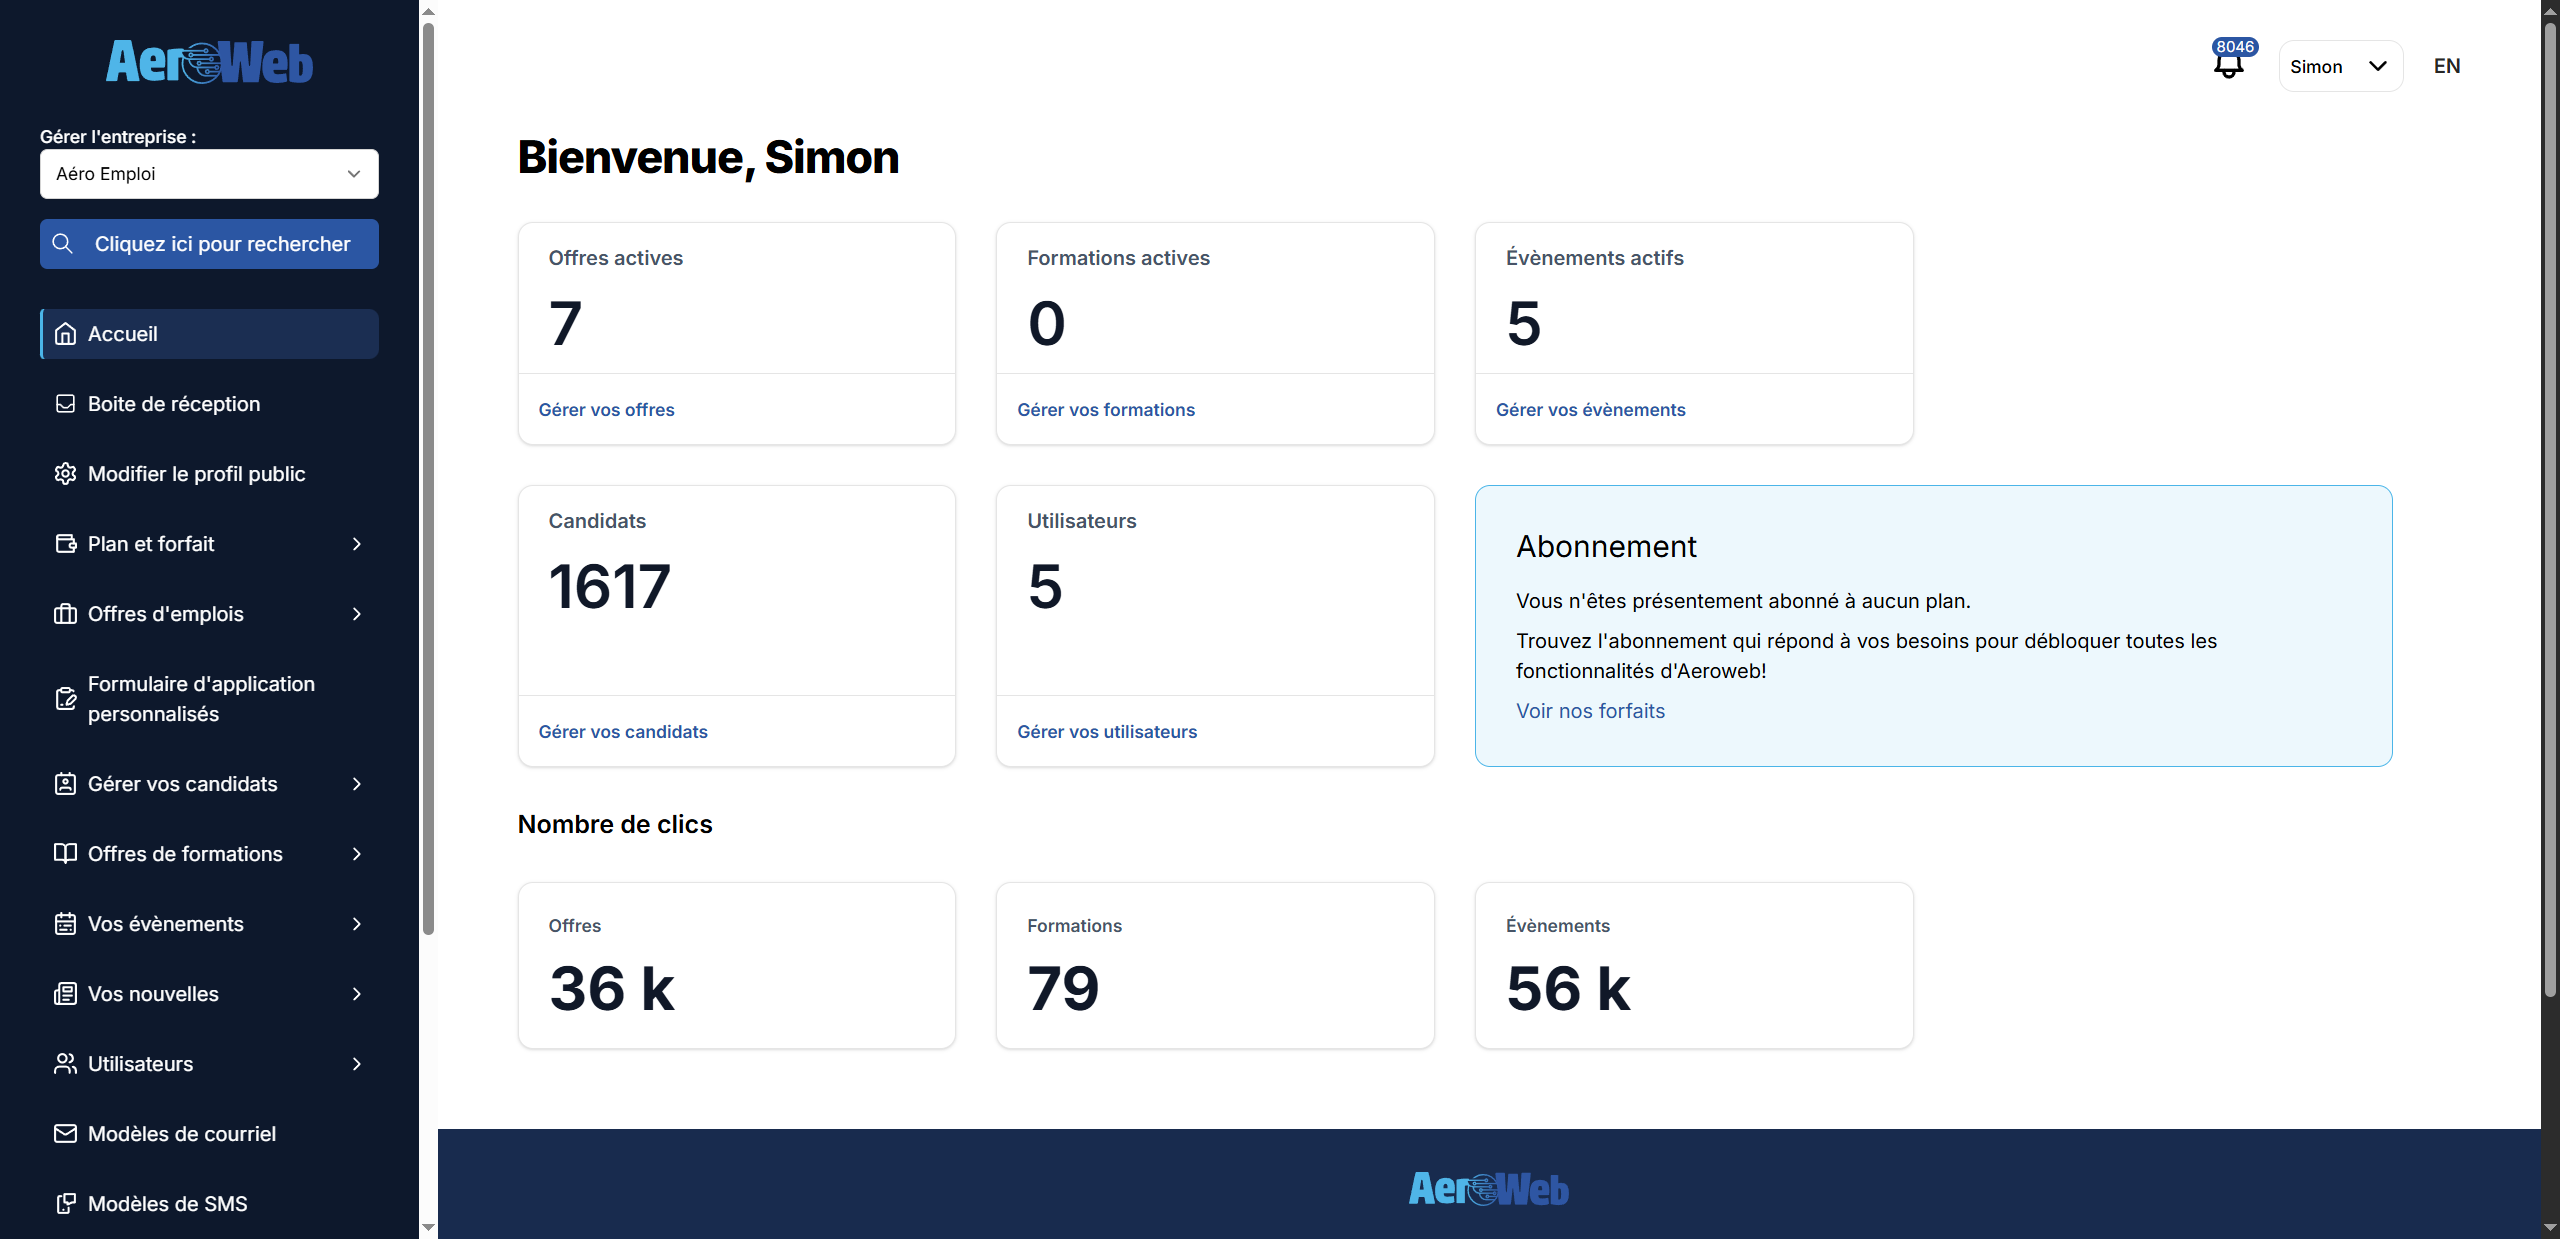 AeroWeb
Gérer l'entreprise :
Aéro Emploi
Cliquez ici pour rechercher
Accueil
Boite de réception
Modifier le profil public
Plan et forfait
Offres d'emplois
Formulaire d'application
personnalisés
Gérer vos candidats
Offres de formations
Vos évènements
Vos nouvelles
Utilisateurs
Modèles de courriel
Modèles de SMS
8046
Simon
EN
Bienvenue, Simon
Offres actives
7
Gérer vos offres
Formations actives
0
Gérer vos formations
Évènements actifs
5
Gérer vos évènements
Candidats
1617
Gérer vos candidats
Utilisateurs
5
Gérer vos utilisateurs
Abonnement
Vous n'êtes présentement abonné à aucun plan.
Trouvez l'abonnement qui répond à vos besoins pour débloquer toutes les
fonctionnalités d'Aeroweb!
Voir nos forfaits
Nombre de clics
Offres
36 k
Formations
79
Évènements
56 k
AeroWeb